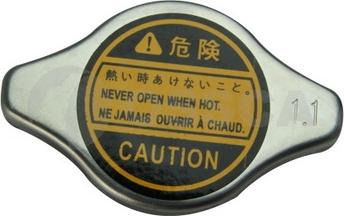 危険
熱い時あけないこと。
NEVER OPEN WHEN HOT.
NE JAMAIS OUVRIR À CHAUD.
CAUTION
1.1